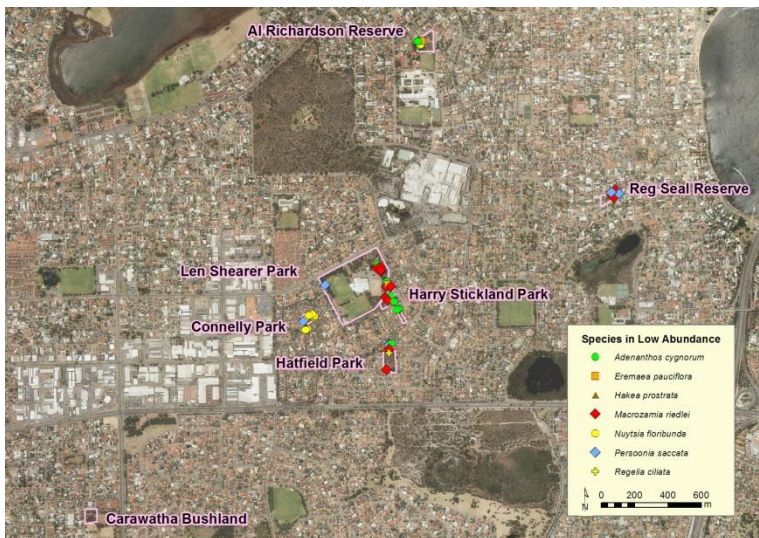 Al Richardson Reserve
Reg Seal Reserve
Len Shearer Park
Harry Stickland Park
Connelly Park
Hatfield Park
Carawatha Bushland
Species in Low Abundance
Adenanthos cygnorum
Eremaea pauciflora
Hakea prostrata
Macrozamia riedlei
Nuytsia floribunda
Persoonia saccata
Regelia ciliata
N
0 200 400 600
m